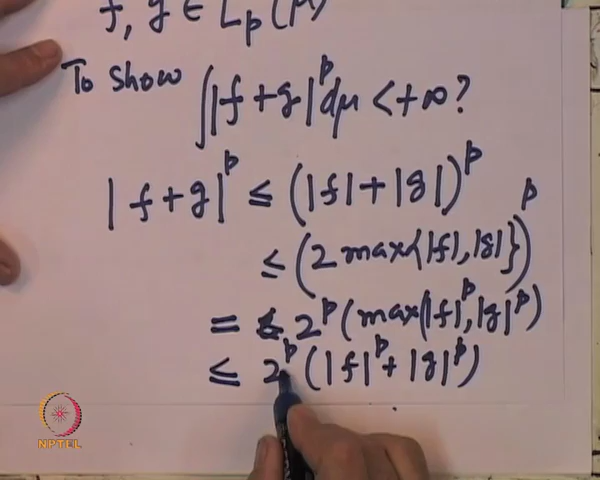 f, g ∈ L_p(μ)
To show ∫|f+g|^p dμ < +∞?
|f+g|^p ≤ (|f|+|g|)^p
≤ (2 max{|f|,|g|})^p
= 2^p (max(|f|^p,|g|^p)
≤ 2^p (|f|^p + |g|^p)
NPTEL